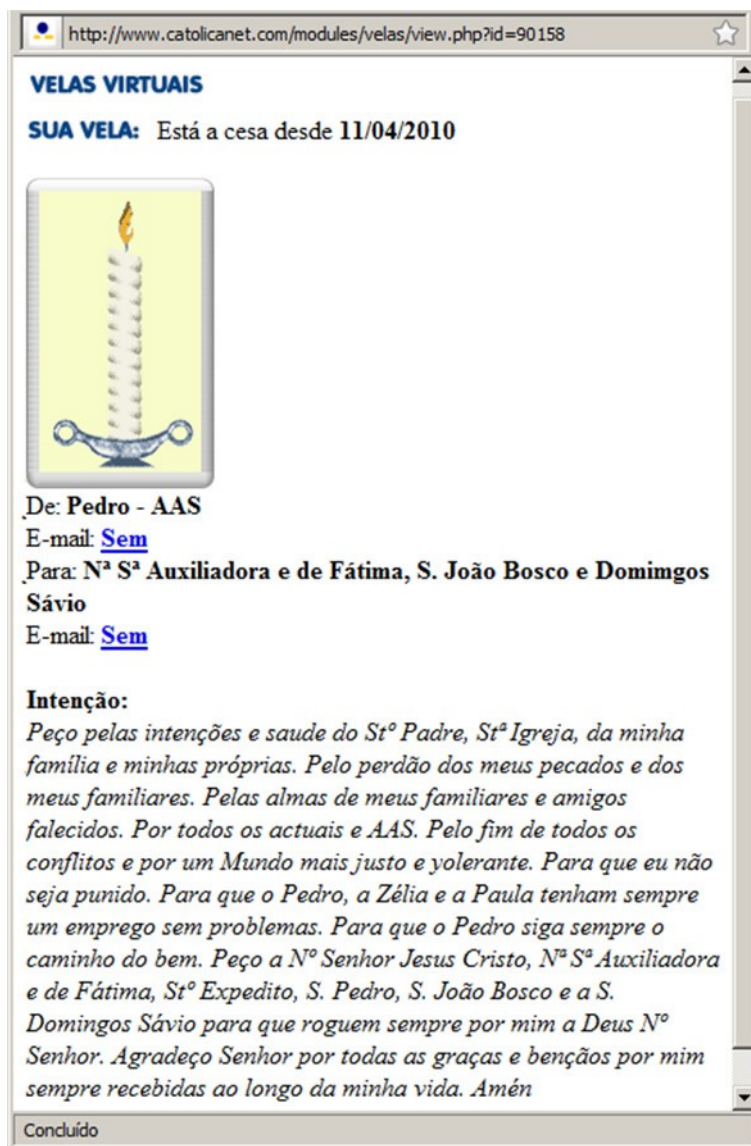 http://www.catolicanet.com/modules/velas/view.php?id=90158
VELAS VIRTUAIS
SUA VELA: Está a cesa desde 11/04/2010
De: Pedro - AAS
E-mail: Sem
Para: Nª Sª Auxiliadora e de Fátima, S. João Bosco e Domimgos
Sávio
E-mail: Sem
Intenção:
Peço pelas intenções e saude do Stº Padre, Stª Igreja, da minha
família e minhas próprias. Pelo perdão dos meus pecados e dos
meus familiares. Pelas almas de meus familiares e amigos
falecidos. Por todos os actuais e AAS. Pelo fim de todos os
conflitos e por um Mundo mais justo e yolerante. Para que eu não
seja punido. Para que o Pedro, a Zélia e a Paula tenham sempre
um emprego sem problemas. Para que o Pedro siga sempre o
caminho do bem. Peço a Nº Senhor Jesus Cristo, Nª Sª Auxiliadora
e de Fátima, Stº Expedito, S. Pedro, S. João Bosco e a S.
Domingos Sávio para que roguem sempre por mim a Deus Nº
Senhor. Agradeço Senhor por todas as graças e bençãos por mim
sempre recebidas ao longo da minha vida. Amén
Concluído